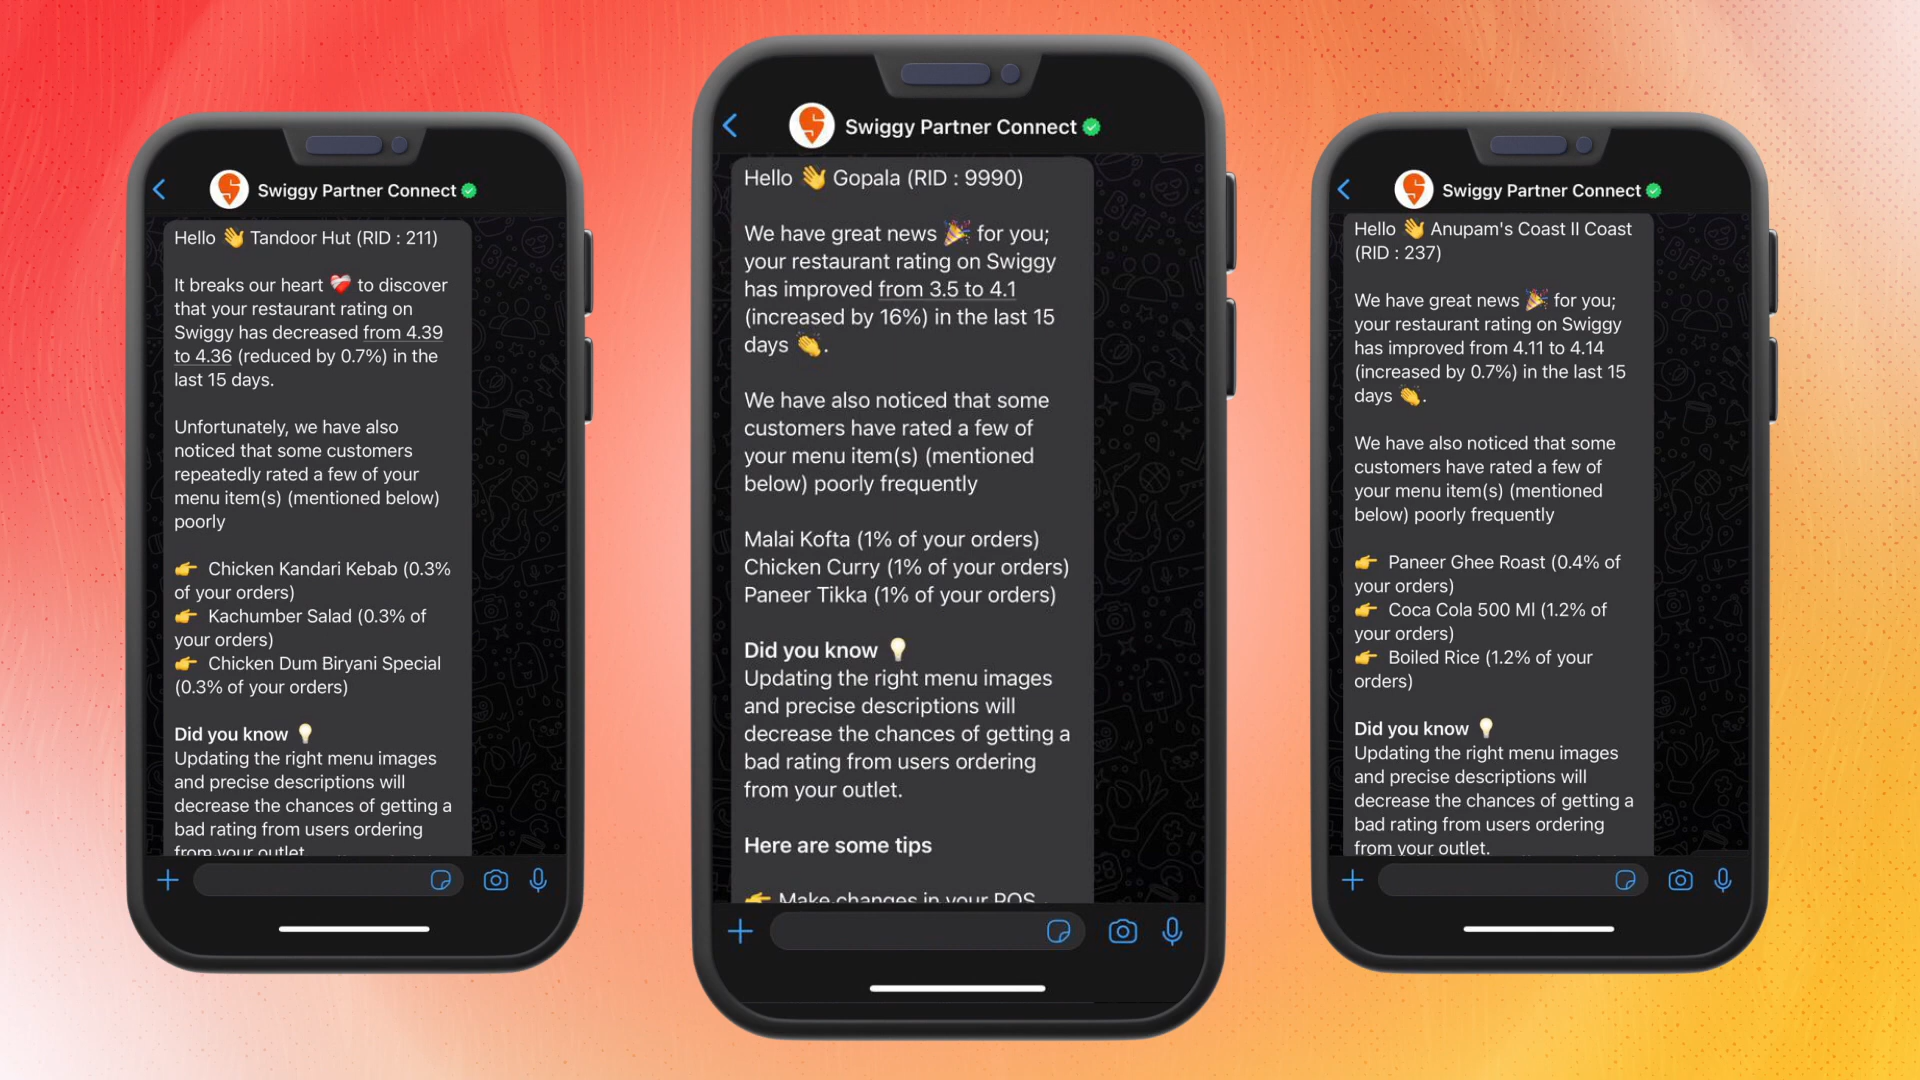 Swiggy Partner Connect
Hello 👋 Tandoor Hut (RID : 211)
It breaks our heart ❤️‍🩹 to discover
that your restaurant rating on
Swiggy has decreased from 4.39
to 4.36 (reduced by 0.7%) in the
last 15 days.
Unfortunately, we have also
noticed that some customers
repeatedly rated a few of your
menu item(s) (mentioned below)
poorly
👉 Chicken Kandari Kebab (0.3%
of your orders)
👉 Kachumber Salad (0.3% of
your orders)
👉 Chicken Dum Biryani Special
(0.3% of your orders)
Did you know 💡
Updating the right menu images
and precise descriptions will
decrease the chances of getting a
bad rating from users ordering
from your outlet.
Swiggy Partner Connect
Hello 👋 Gopala (RID : 9990)
We have great news 🎉 for you;
your restaurant rating on Swiggy
has improved from 3.5 to 4.1
(increased by 16%) in the last 15
days 👏.
We have also noticed that some
customers have rated a few of
your menu item(s) (mentioned
below) poorly frequently
Malai Kofta (1% of your orders)
Chicken Curry (1% of your orders)
Paneer Tikka (1% of your orders)
Did you know 💡
Updating the right menu images
and precise descriptions will
decrease the chances of getting a
bad rating from users ordering
from your outlet.
Here are some tips
👉 Make changes in your POS
Swiggy Partner Connect
Hello 👋 Anupam's Coast II Coast
(RID : 237)
We have great news 🎉 for you;
your restaurant rating on Swiggy
has improved from 4.11 to 4.14
(increased by 0.7%) in the last 15
days 👏.
We have also noticed that some
customers have rated a few of
your menu item(s) (mentioned
below) poorly frequently
👉 Paneer Ghee Roast (0.4% of
your orders)
👉 Coca Cola 500 Ml (1.2% of
your orders)
👉 Boiled Rice (1.2% of your
orders)
Did you know 💡
Updating the right menu images
and precise descriptions will
decrease the chances of getting a
bad rating from users ordering
from your outlet.